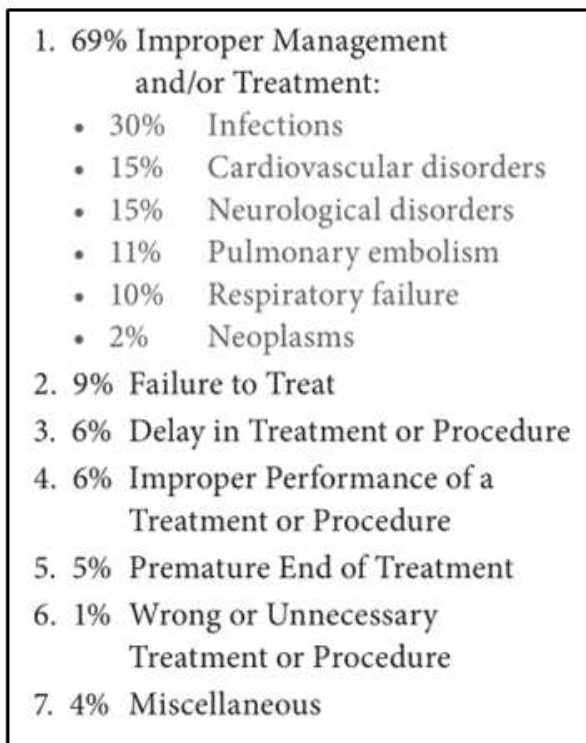 1. 69% Improper Management
and/or Treatment:
• 30% Infections
• 15% Cardiovascular disorders
• 15% Neurological disorders
• 11% Pulmonary embolism
• 10% Respiratory failure
• 2% Neoplasms
2. 9% Failure to Treat
3. 6% Delay in Treatment or Procedure
4. 6% Improper Performance of a
Treatment or Procedure
5. 5% Premature End of Treatment
6. 1% Wrong or Unnecessary
Treatment or Procedure
7. 4% Miscellaneous